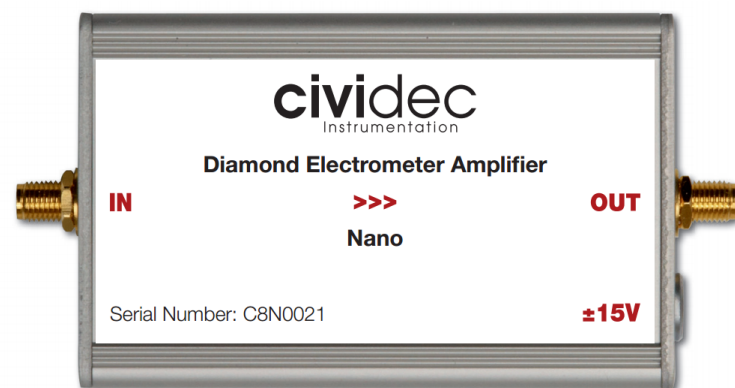 cividec
Instrumentation
Diamond Electrometer Amplifier
IN >>> OUT
Nano
Serial Number: C8N0021 ±15V